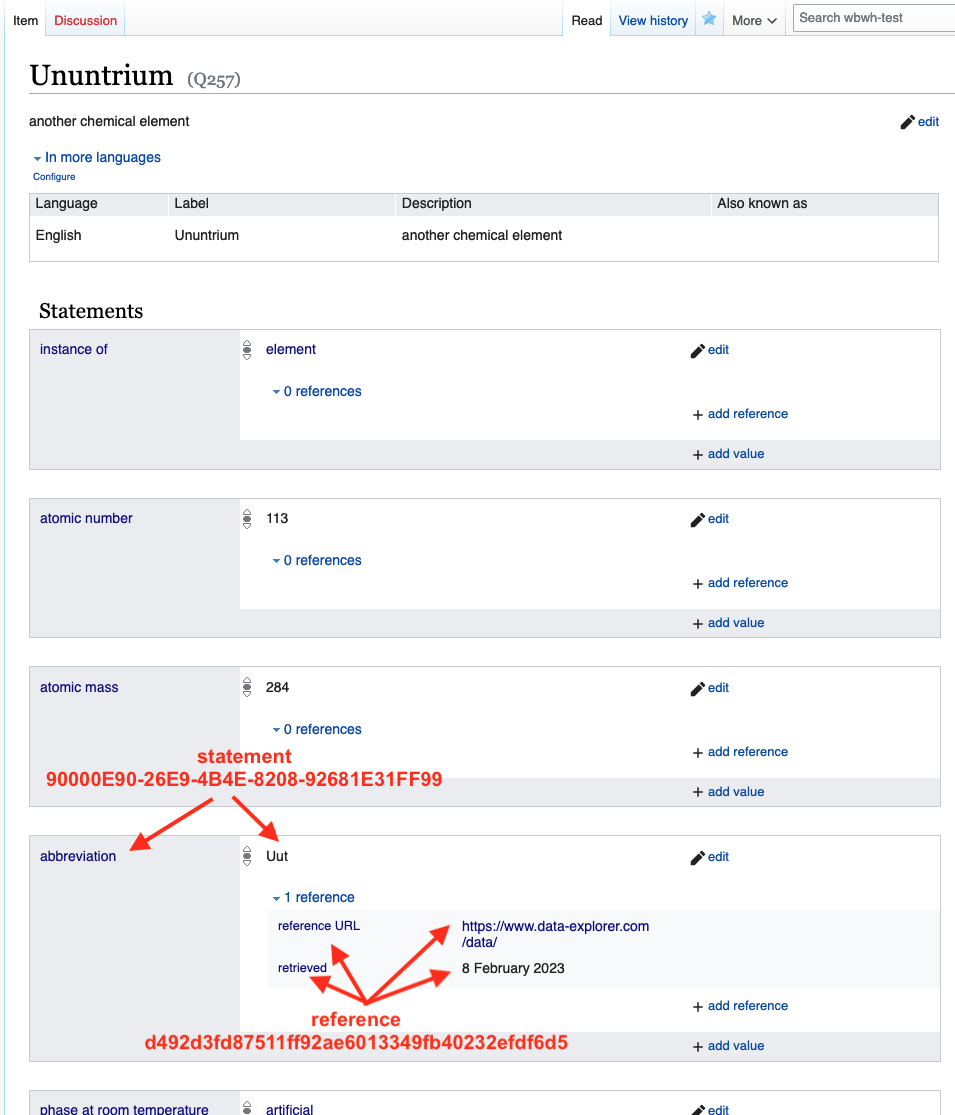 Item Discussion Read View history More Search wbwh-test
Ununtrium (Q257)
another chemical element edit
In more languages
Configure
Language Label Description Also known as
English Ununtrium another chemical element
Statements
instance of element edit
0 references
+ add reference
+ add value
atomic number 113 edit
0 references
+ add reference
+ add value
atomic mass 284 edit
0 references
+ add reference
statement
90000E90-26E9-4B4E-8208-92681E31FF99
+ add value
abbreviation Uut edit
1 reference
reference URL https://www.data-explorer.com
/data/
retrieved 8 February 2023
+ add reference
reference
d492d3fd87511ff92ae6013349fb40232efdf6d5
+ add value
phase at room temperature artificial edit